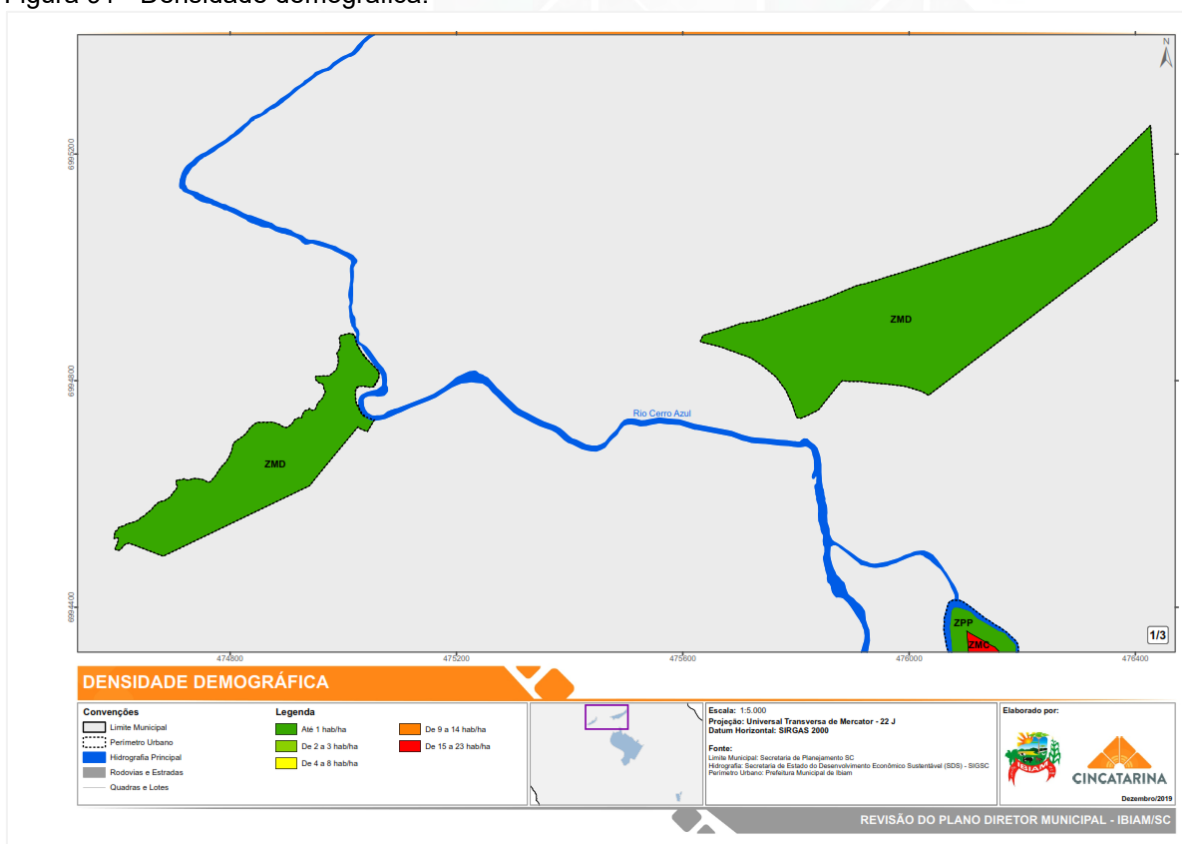 Figura 91 - Densidade demográfica.
N
6995200
6994800
6994400
ZMD
ZMD
Rio Cerro Azul
ZPP
ZMC
1/3
474800
475200
475600
476000
476400
DENSIDADE DEMOGRÁFICA
Convenções
Limite Municipal
Perímetro Urbano
Hidrografia Principal
Rodovias e Estradas
Quadras e Lotes
Legenda
Até 1 hab/ha
De 2 a 3 hab/ha
De 4 a 8 hab/ha
De 9 a 14 hab/ha
De 15 a 23 hab/ha
Escala: 1:5.000
Projeção: Universal Transversa de Mercator - 22 J
Datum Horizontal: SIRGAS 2000
Fonte:
Limite Municipal: Secretaria de Planejamento SC
Hidrografia: Secretaria de Estado do Desenvolvimento Econômico Sustentável (SDS) - SIGSC
Perímetro Urbano: Prefeitura Municipal de Ibiam
Elaborado por:
IBIAM
CINCATARINA
Dezembro/2019
REVISÃO DO PLANO DIRETOR MUNICIPAL - IBIAM/SC